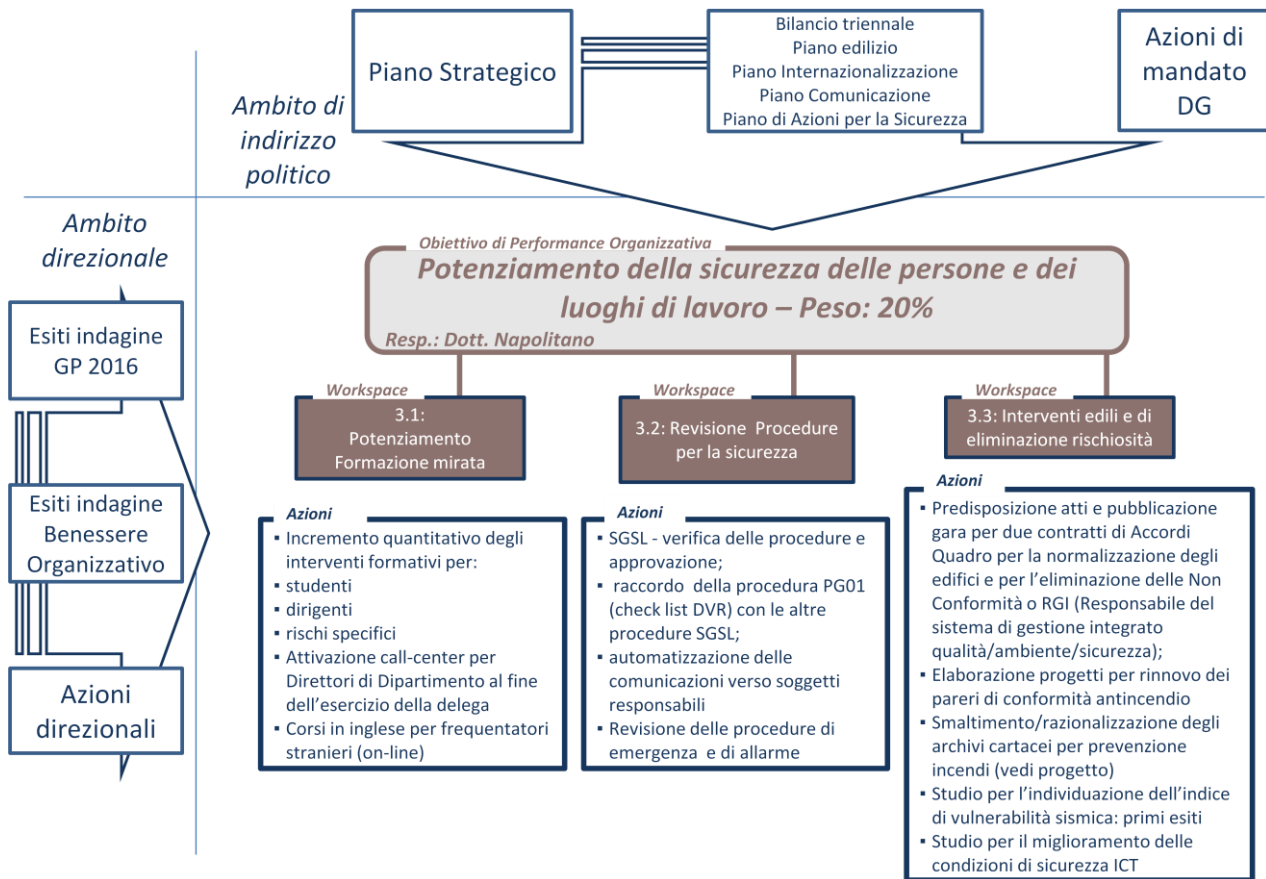 Piano Strategico
Bilancio triennale
Piano edilizio
Piano Internalizzazione
Piano Comunicazione
Piano di Azioni per la Sicurezza
Azioni di
mandato
DG
Ambito di
indirizzo
politico
Ambito
direzionale
Esiti indagine
GP 2016
Esiti indagine
Benessere
Organizzativo
Azioni
direzionali
Obiettivo di Performance Organizzativa
Potenziamento della sicurezza delle persone e dei
luoghi di lavoro – Peso: 20%
Resp.: Dott. Napolitano
Workspace
3.1:
Potenziamento
Formazione mirata
Azioni
▪ Incremento quantitativo degli
interventi formativi per:
▪ studenti
▪ dirigenti
▪ rischi specifici
▪ Attivazione call-center per
Direttori di Dipartimento al fine
dell’esercizio della delega
▪ Corsi in inglese per frequentatori
stranieri (on-line)
Workspace
3.2: Revisione Procedure
per la sicurezza
Azioni
▪ SGSL - verifica delle procedure e
approvazione;
▪ raccordo della procedura PG01
(check list DVR) con le altre
procedure SGSL;
▪ automatizzazione delle
comunicazioni verso soggetti
responsabili
▪ Revisione delle procedure di
emergenza e di allarme
Workspace
3.3: Interventi edili e di
eliminazione rischiosità
Azioni
▪ Predisposizione atti e pubblicazione
gara per due contratti di Accordi
Quadro per la normalizzazione degli
edifici e per l’eliminazione delle Non
Conformità o RGI (Responsabile del
sistema di gestione integrato
qualità/ambiente/sicurezza);
▪ Elaborazione progetti per rinnovo dei
pareri di conformità antincendio
▪ Smaltimento/razionalizzazione degli
archivi cartacei per prevenzione
incendi (vedi progetto)
▪ Studio per l’individuazione dell’indice
di vulnerabilità sismica: primi esiti
▪ Studio per il miglioramento delle
condizioni di sicurezza ICT